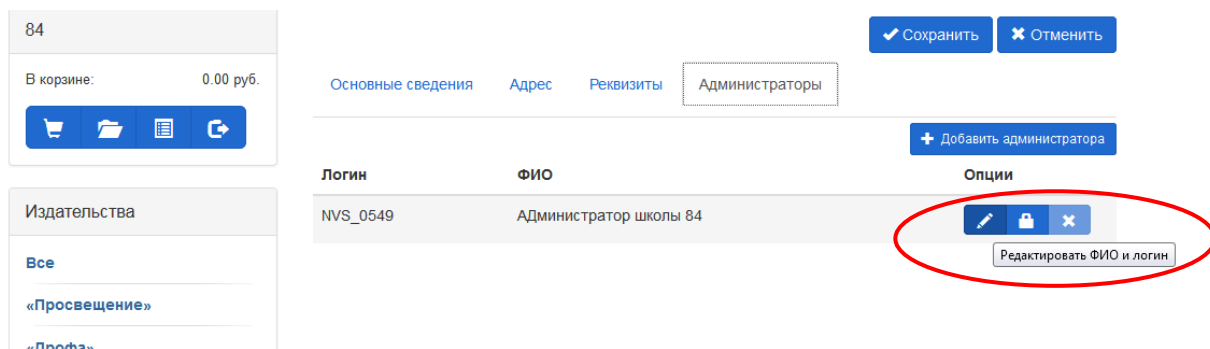 84
Сохранить Отменить
В корзине: 0.00 руб.
Основные сведения Адрес Реквизиты Администраторы
Добавить администратора
Логин ФИО Опции
NVS_0549 АДминистратор школы 84
Редактировать ФИО и логин
Издательства
Все
«Просвещение»
«Дрофа»